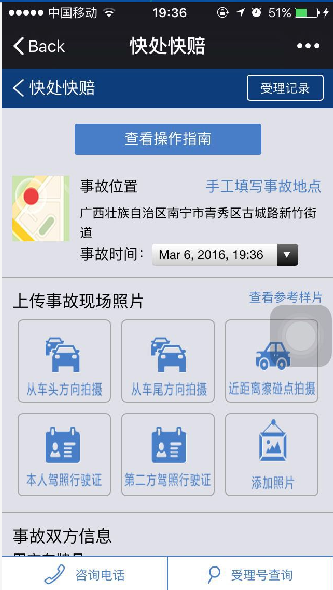 中国移动 19:36 51%
Back 快处快赔
快处快赔 受理记录
查看操作指南
事故位置 手工填写事故地点
广西壮族自治区南宁市青秀区古城路新竹街
道
事故时间： Mar 6, 2016, 19:36
上传事故现场照片 查看参考样片
从车头方向拍摄 从车尾方向拍摄 近距离擦碰点拍摄
本人驾照行驶证 第二方驾照行驶证 添加照片
事故双方信息
咨询电话 受理号查询